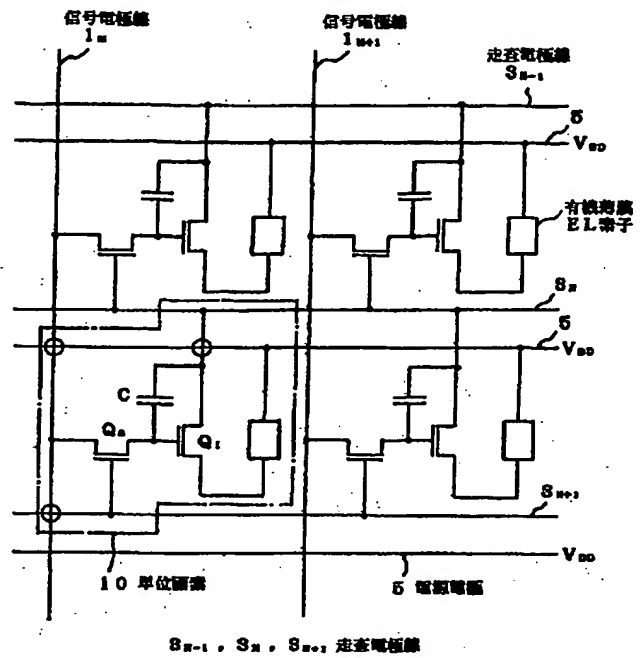 信号電極線
1M
信号電極線
1M+1
走査電極線
SN-1
5
VDD
有機薄膜
EL素子
SN
5
VDD
C
QS
QI
SN+1
VDD
10 単位画素
5 電源電極
SN-1 , SN , SN+1 走査電極線